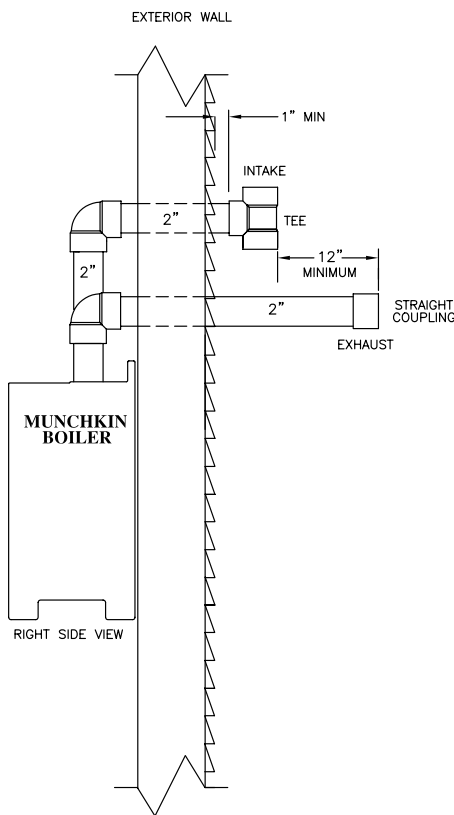 EXTERIOR WALL
1” MIN
INTAKE
2”
TEE
2”
12”
MINIMUM
2”
STRAIGHT
COUPLING
EXHAUST
MUNCHKIN
BOILER
RIGHT SIDE VIEW